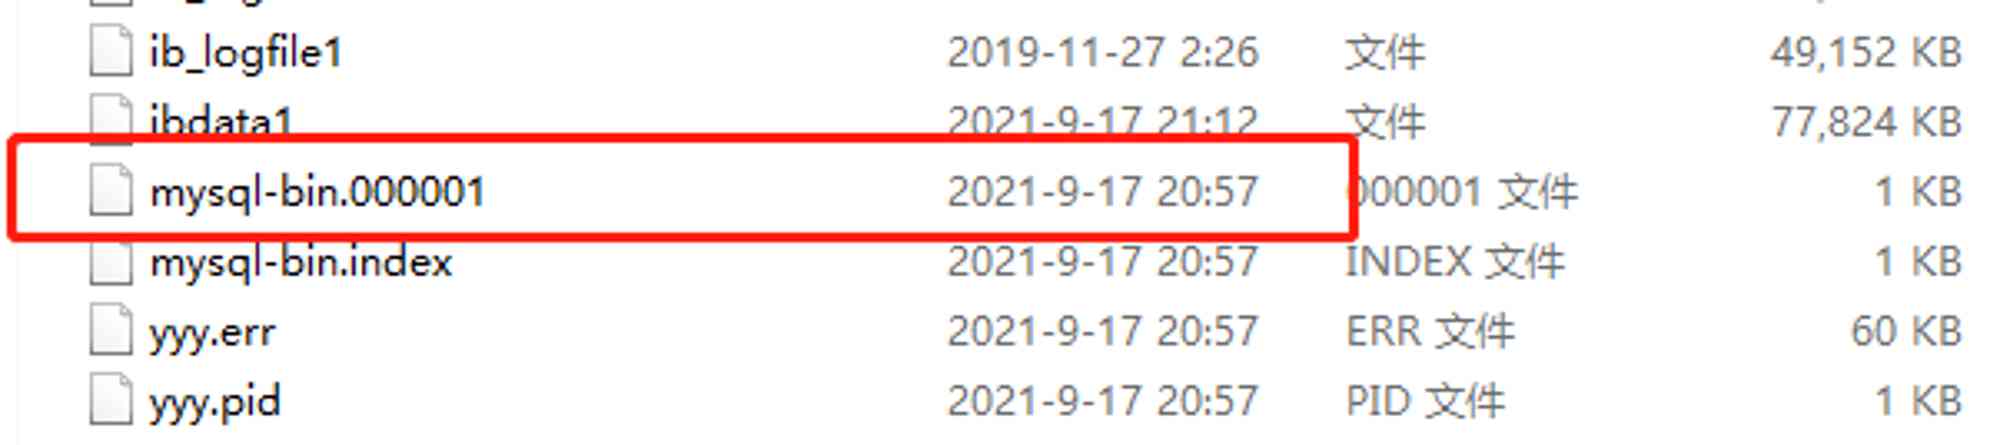 ib_logfile1 2019-11-27 2:26 文件 49,152 KB
ibdata1 2021-9-17 21:12 文件 77,824 KB
mysql-bin.000001 2021-9-17 20:57 000001 文件 1 KB
mysql-bin.index 2021-9-17 20:57 INDEX 文件 1 KB
yyy.err 2021-9-17 20:57 ERR 文件 60 KB
yyy.pid 2021-9-17 20:57 PID 文件 1 KB